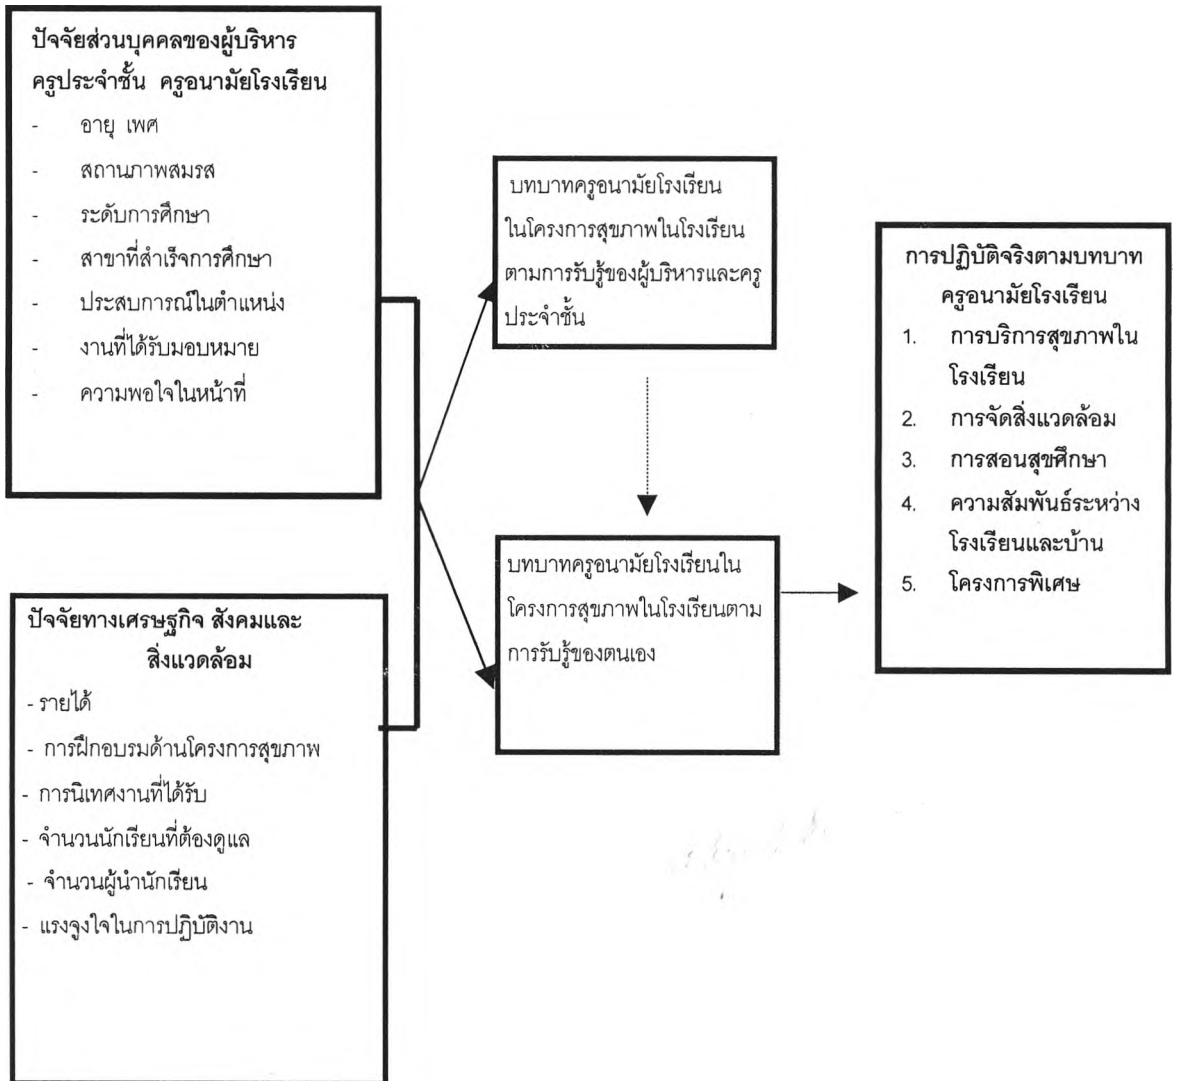 ปัจจัยส่วนบุคคลของผู้บริหาร
ครูประจำชั้น ครูอนามัยโรงเรียน
- อายุ เพศ
- สถานภาพสมรส
- ระดับการศึกษา
- สาขาที่สำเร็จการศึกษา
- ประสบการณ์ในตำแหน่ง
- งานที่ได้รับมอบหมาย
- ความพอใจในหน้าที่
ปัจจัยทางเศรษฐกิจ สังคมและ
สิ่งแวดล้อม
- รายได้
- การฝึกอบรมด้านโครงการสุขภาพ
- การนิเทศงานที่ได้รับ
- จำนวนนักเรียนที่ต้องดูแล
- จำนวนผู้นำนักเรียน
- แรงจูงใจในการปฏิบัติงาน
บทบาทครูอนามัยโรงเรียน
ในโครงการสุขภาพในโรงเรียน
ตามการรับรู้ของผู้บริหารและครู
ประจำชั้น
บทบาทครูอนามัยโรงเรียนใน
โครงการสุขภาพในโรงเรียนตาม
การรับรู้ของตนเอง
การปฏิบัติจริงตามบทบาท
ครูอนามัยโรงเรียน
1. การบริการสุขภาพใน
โรงเรียน
2. การจัดสิ่งแวดล้อม
3. การสอนสุขศึกษา
4. ความสัมพันธ์ระหว่าง
โรงเรียนและบ้าน
5. โครงการพิเศษ